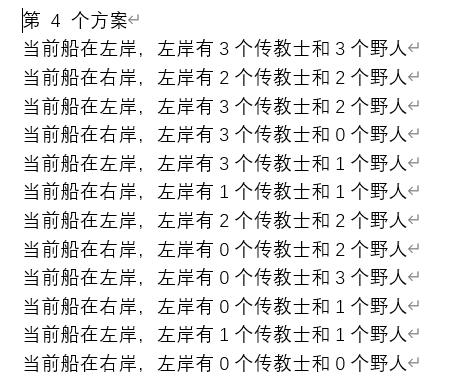 第 4 个方案
当前船在左岸，左岸有 3 个传教士和 3 个野人
当前船在右岸，左岸有 2 个传教士和 2 个野人
当前船在左岸，左岸有 3 个传教士和 2 个野人
当前船在右岸，左岸有 3 个传教士和 0 个野人
当前船在左岸，左岸有 3 个传教士和 1 个野人
当前船在右岸，左岸有 1 个传教士和 1 个野人
当前船在左岸，左岸有 2 个传教士和 2 个野人
当前船在右岸，左岸有 0 个传教士和 2 个野人
当前船在左岸，左岸有 0 个传教士和 3 个野人
当前船在右岸，左岸有 0 个传教士和 1 个野人
当前船在左岸，左岸有 1 个传教士和 1 个野人
当前船在右岸，左岸有 0 个传教士和 0 个野人